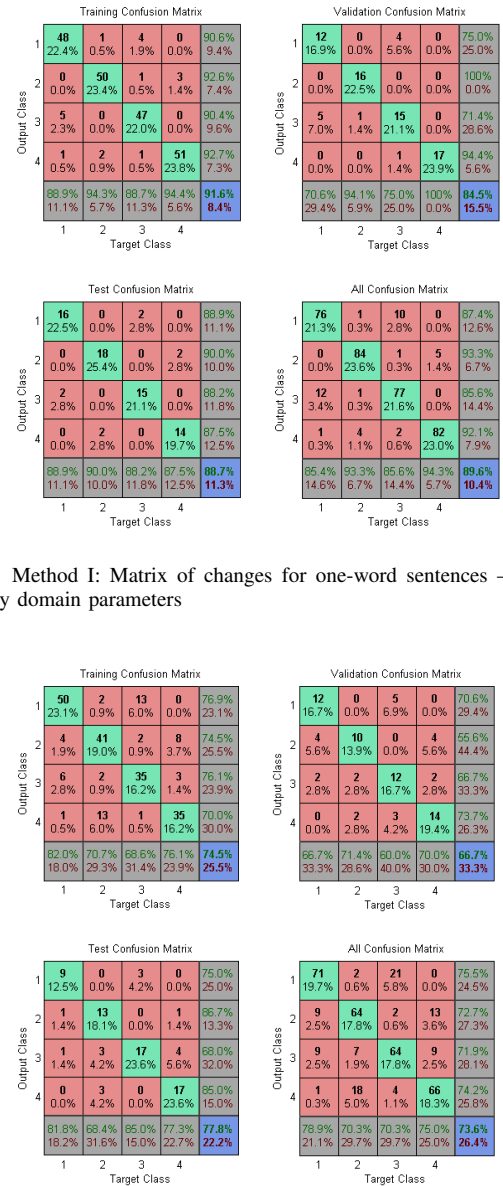 Training Confusion Matrix
Output Class
1
48 1 4 0 90.6%
22.4% 0.5% 1.9% 0.0% 9.4%
2
0 50 1 3 92.6%
0.0% 23.4% 0.5% 1.4% 7.4%
3
5 0 47 0 90.4%
2.3% 0.0% 22.0% 0.0% 9.6%
4
1 2 1 51 92.7%
0.5% 0.9% 0.5% 23.8% 7.3%
88.9% 94.3% 88.7% 94.4% 91.6%
11.1% 5.7% 11.3% 5.6% 8.4%
1 2 3 4
Target Class
Validation Confusion Matrix
Output Class
1
12 0 4 0 75.0%
16.9% 0.0% 5.6% 0.0% 25.0%
2
0 16 0 0 100%
0.0% 22.5% 0.0% 0.0% 0.0%
3
5 1 15 0 71.4%
7.0% 1.4% 21.1% 0.0% 28.6%
4
0 0 1 17 94.4%
0.0% 0.0% 1.4% 23.9% 5.6%
70.6% 94.1% 75.0% 100% 84.5%
29.4% 5.9% 25.0% 0.0% 15.5%
1 2 3 4
Target Class
Test Confusion Matrix
Output Class
1
16 0 2 0 88.9%
22.5% 0.0% 2.8% 0.0% 11.1%
2
0 18 0 2 90.0%
0.0% 25.4% 0.0% 2.8% 10.0%
3
2 0 15 0 88.2%
2.8% 0.0% 21.1% 0.0% 11.8%
4
0 2 0 14 87.5%
0.0% 2.8% 0.0% 19.7% 12.5%
88.9% 90.0% 88.2% 87.5% 88.7%
11.1% 10.0% 11.8% 12.5% 11.3%
1 2 3 4
Target Class
All Confusion Matrix
Output Class
1
76 1 10 0 87.4%
21.3% 0.3% 2.8% 0.0% 12.6%
2
0 84 1 5 93.3%
0.0% 23.6% 0.3% 1.4% 6.7%
3
12 1 77 0 85.6%
3.4% 0.3% 21.6% 0.0% 14.4%
4
1 4 2 82 92.1%
0.3% 1.1% 0.6% 23.0% 7.9%
85.4% 93.3% 85.6% 94.3% 89.6%
14.6% 6.7% 14.4% 5.7% 10.4%
1 2 3 4
Target Class
Method I: Matrix of changes for one-word sentences –
y domain parameters
Training Confusion Matrix
Output Class
1
50 2 13 0 76.9%
23.1% 0.9% 6.0% 0.0% 23.1%
2
4 41 2 8 74.5%
1.9% 19.0% 0.9% 3.7% 25.5%
3
6 2 35 3 76.1%
2.8% 0.9% 16.2% 1.4% 23.9%
4
1 13 1 35 70.0%
0.5% 6.0% 0.5% 16.2% 30.0%
82.0% 70.7% 68.6% 76.1% 74.5%
18.0% 29.3% 31.4% 23.9% 25.5%
1 2 3 4
Target Class
Validation Confusion Matrix
Output Class
1
12 0 5 0 70.6%
16.7% 0.0% 6.9% 0.0% 29.4%
2
4 10 0 4 55.6%
5.6% 13.9% 0.0% 5.6% 44.4%
3
2 2 12 2 66.7%
2.8% 2.8% 16.7% 2.8% 33.3%
4
0 2 3 14 73.7%
0.0% 2.8% 4.2% 19.4% 26.3%
66.7% 71.4% 60.0% 70.0% 66.7%
33.3% 28.6% 40.0% 30.0% 33.3%
1 2 3 4
Target Class
Test Confusion Matrix
Output Class
1
9 0 3 0 75.0%
12.5% 0.0% 4.2% 0.0% 25.0%
2
1 13 0 1 86.7%
1.4% 18.1% 0.0% 1.4% 13.3%
3
1 3 17 4 68.0%
1.4% 4.2% 23.6% 5.6% 32.0%
4
0 3 0 17 85.0%
0.0% 4.2% 0.0% 23.6% 15.0%
81.8% 68.4% 85.0% 77.3% 77.8%
18.2% 31.6% 15.0% 22.7% 22.2%
1 2 3 4
Target Class
All Confusion Matrix
Output Class
1
71 2 21 0 75.5%
19.7% 0.6% 5.8% 0.0% 24.5%
2
9 64 2 13 72.7%
2.5% 17.8% 0.6% 3.6% 27.3%
3
9 7 64 9 71.9%
2.5% 1.9% 17.8% 2.5% 28.1%
4
1 18 4 66 74.2%
0.3% 5.0% 1.1% 18.3% 25.8%
78.9% 70.3% 70.3% 75.0% 73.6%
21.1% 29.7% 29.7% 25.0% 26.4%
1 2 3 4
Target Class